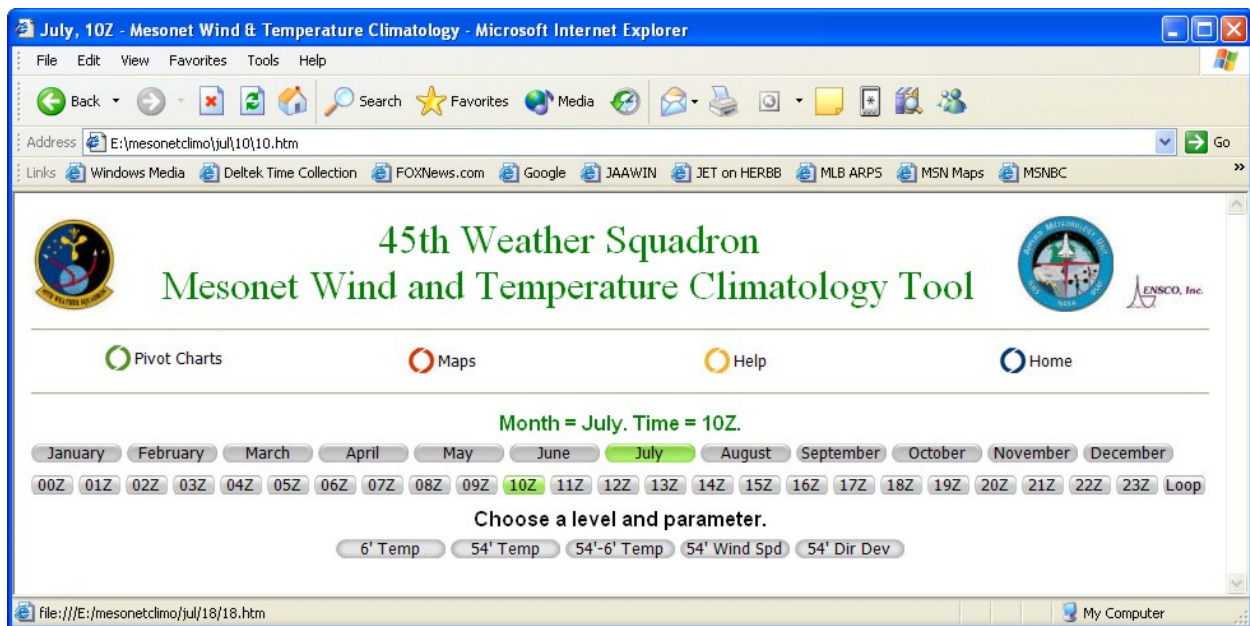 July, 10Z - Mesonet Wind & Temperature Climatology - Microsoft Internet Explorer
File Edit View Favorites Tools Help
Back Search Favorites Media
Address E:\mesonetclimo\jul\10\10.htm Go
Links Windows Media Deltek Time Collection FOXNews.com Google JAAWIN JET on HERBB MLB ARPS MSN Maps MSNBC »
45th Weather Squadron
Mesonet Wind and Temperature Climatology Tool
ENSCO, Inc.
Pivot Charts Maps Help Home
Month = July. Time = 10Z.
January February March April May June July August September October November December
00Z 01Z 02Z 03Z 04Z 05Z 06Z 07Z 08Z 09Z 10Z 11Z 12Z 13Z 14Z 15Z 16Z 17Z 18Z 19Z 20Z 21Z 22Z 23Z Loop
Choose a level and parameter.
6' Temp 54' Temp 54'-6' Temp 54' Wind Spd 54' Dir Dev
file:///E:/mesonetclimo/jul/18/18.htm My Computer